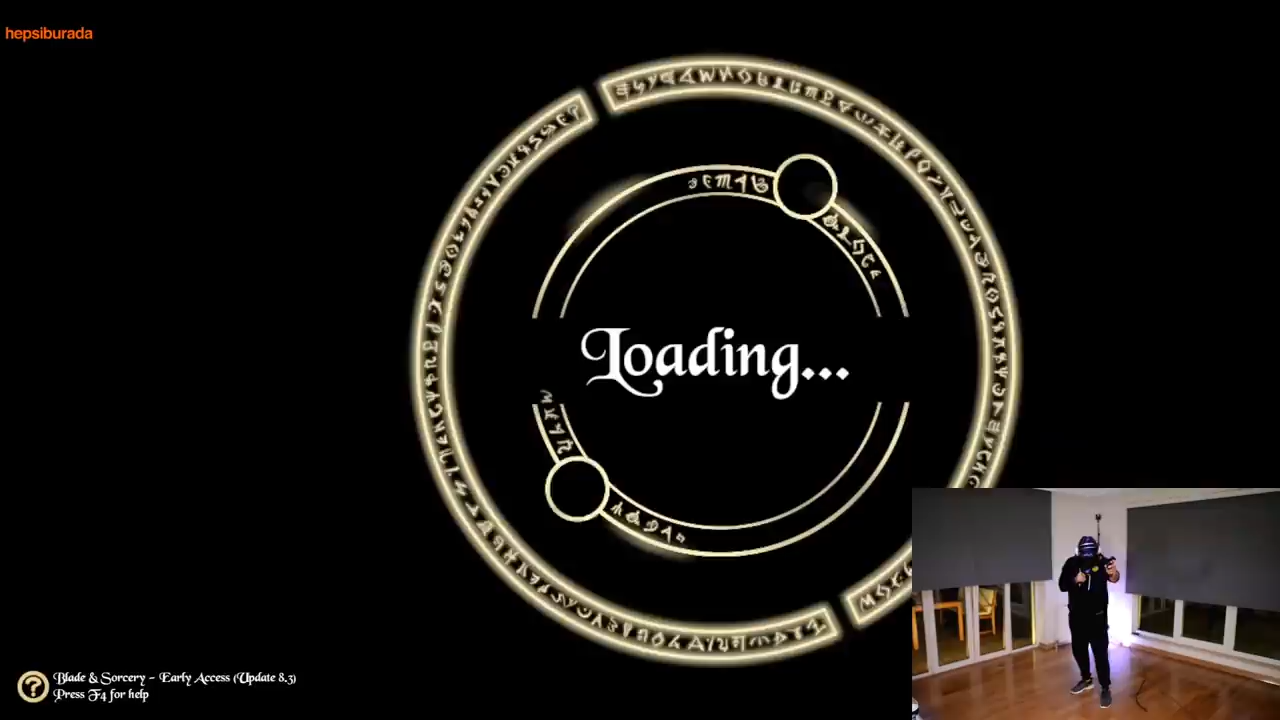 hepsiburada
Loading...
Blade & Sorcery - Early Access (Update 8.3)
Press F4 for help